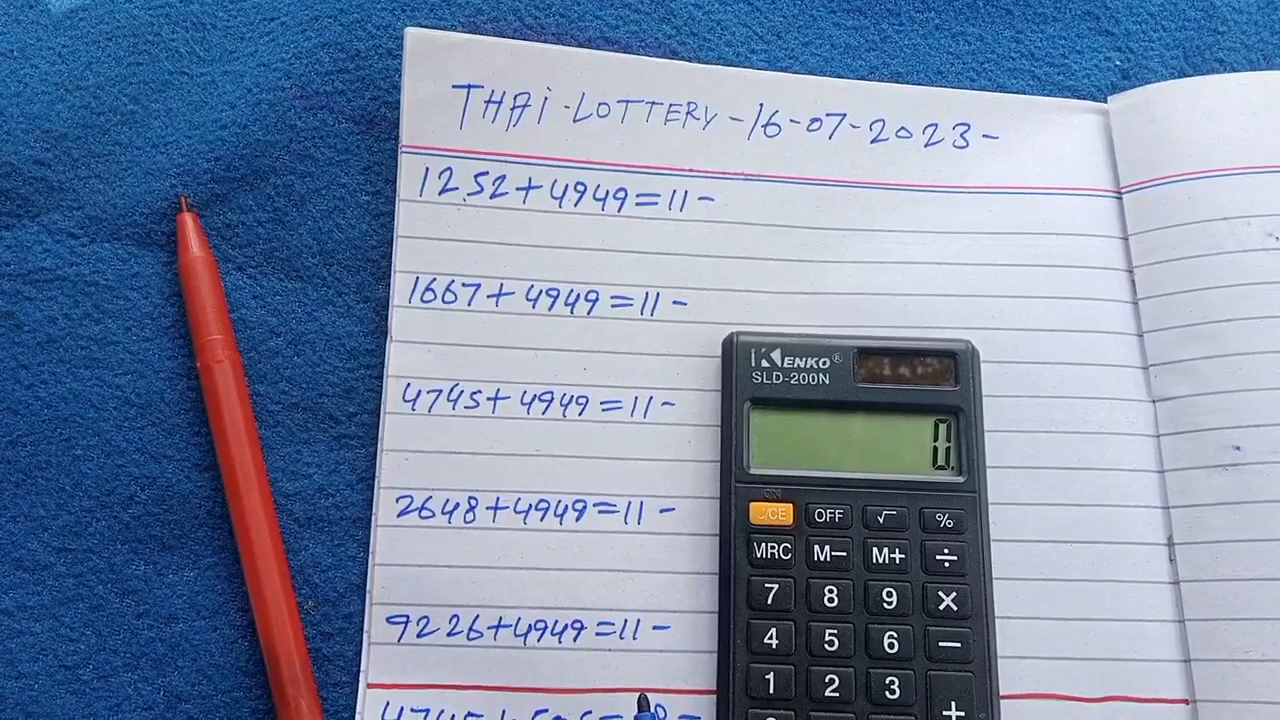 THAI-LOTTERY-16-07-2023-
1252+4949=11-
1667+4949=11-
4745+4949=11-
2648+4949=11-
9226+4949=11-
KENKO®
SLD-200N
0.
ON
C/CE OFF √ %
MRC M− M+ ÷
7 8 9 ×
4 5 6 −
1 2 3 +